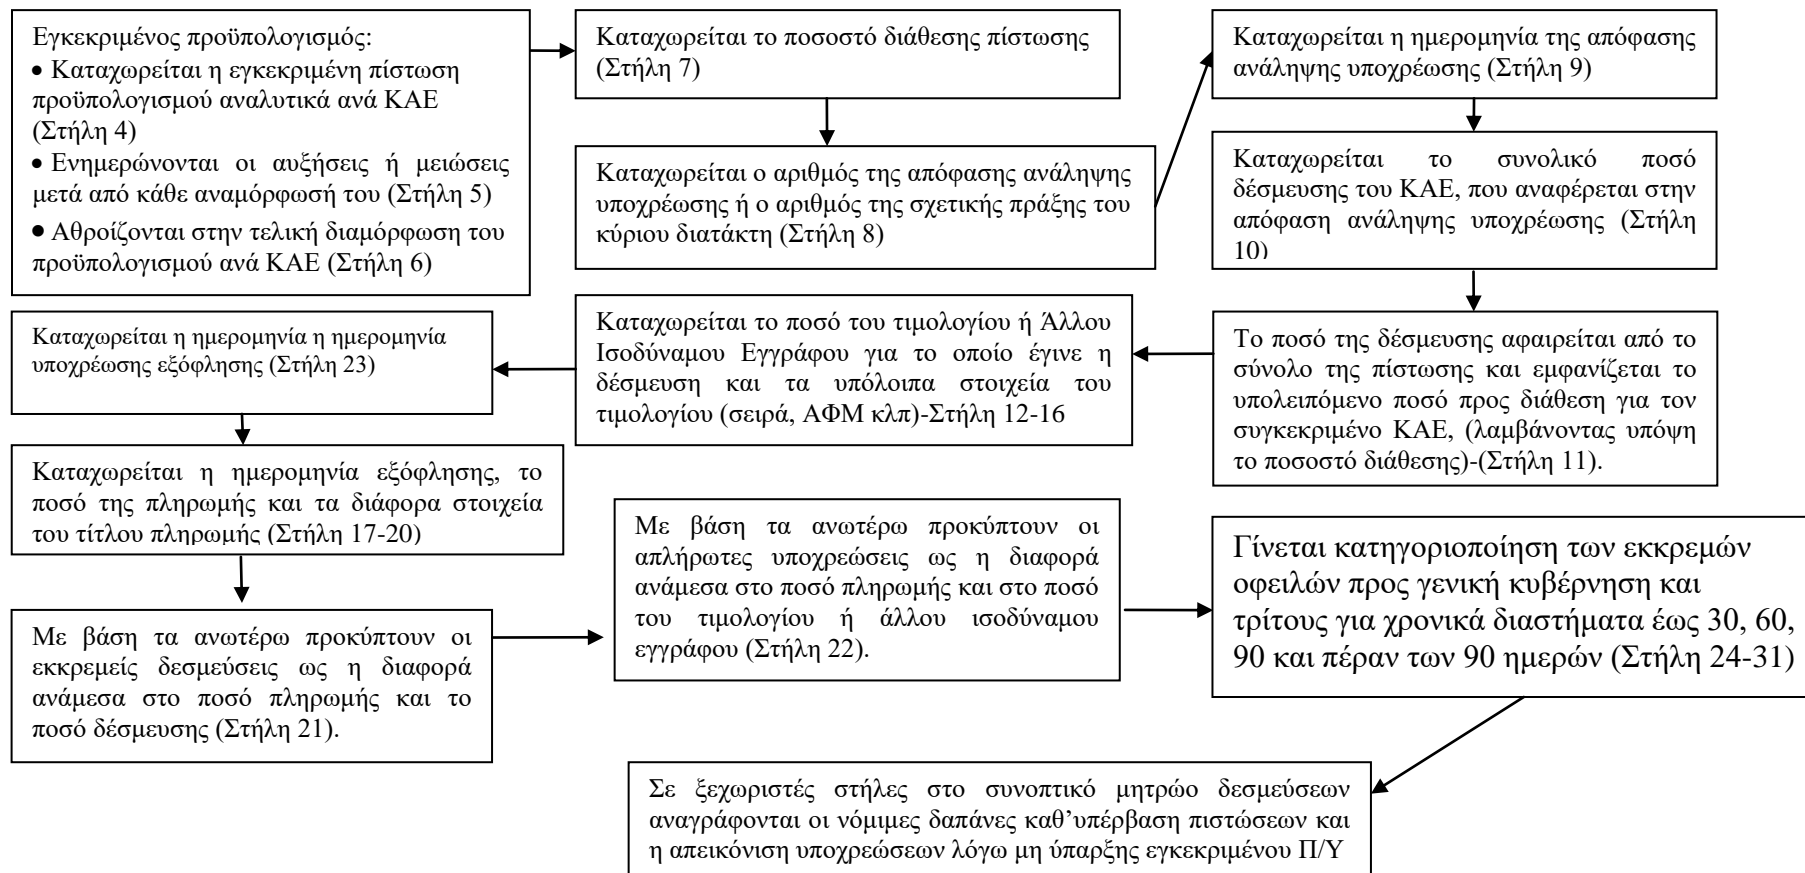 Εγκεκριμένος προϋπολογισμός:
• Καταχωρείται η εγκεκριμένη πίστωση
προϋπολογισμού αναλυτικά ανά ΚΑΕ
(Στήλη 4)
• Ενημερώνονται οι αυξήσεις ή μειώσεις
μετά από κάθε αναμόρφωσή του (Στήλη 5)
• Αθροίζονται στην τελική διαμόρφωση του
προϋπολογισμού ανά ΚΑΕ (Στήλη 6)
Καταχωρείται το ποσοστό διάθεσης πίστωσης
(Στήλη 7)
Καταχωρείται ο αριθμός της απόφασης ανάληψης
υποχρέωσης ή ο αριθμός της σχετικής πράξης του
κύριου διατάκτη (Στήλη 8)
Καταχωρείται η ημερομηνία της απόφασης
ανάληψης υποχρέωσης (Στήλη 9)
Καταχωρείται το συνολικό ποσό
δέσμευσης του ΚΑΕ, που αναφέρεται στην
απόφαση ανάληψης υποχρέωσης (Στήλη
10)
Το ποσό της δέσμευσης αφαιρείται από το
σύνολο της πίστωσης και εμφανίζεται το
υπολειπόμενο ποσό προς διάθεση για τον
συγκεκριμένο ΚΑΕ, (λαμβάνοντας υπόψη
το ποσοστό διάθεσης)-(Στήλη 11).
Καταχωρείται το ποσό του τιμολογίου ή Άλλου
Ισοδύναμου Εγγράφου για το οποίο έγινε η
δέσμευση και τα υπόλοιπα στοιχεία του
τιμολογίου (σειρά, ΑΦΜ κλπ)-Στήλη 12-16
Καταχωρείται η ημερομηνία η ημερομηνία
υποχρέωσης εξόφλησης (Στήλη 23)
Καταχωρείται η ημερομηνία εξόφλησης, το
ποσό της πληρωμής και τα διάφορα στοιχεία
του τίτλου πληρωμής (Στήλη 17-20)
Με βάση τα ανωτέρω προκύπτουν οι
εκκρεμείς δεσμεύσεις ως η διαφορά
ανάμεσα στο ποσό πληρωμής και το
ποσό δέσμευσης (Στήλη 21).
Με βάση τα ανωτέρω προκύπτουν οι
απλήρωτες υποχρεώσεις ως η διαφορά
ανάμεσα στο ποσό πληρωμής και στο ποσό
του τιμολογίου ή άλλου ισοδύναμου
εγγράφου (Στήλη 22).
Γίνεται κατηγοριοποίηση των εκκρεμών
οφειλών προς γενική κυβέρνηση και
τρίτους για χρονικά διαστήματα έως 30, 60,
90 και πέραν των 90 ημερών (Στήλη 24-31)
Σε ξεχωριστές στήλες στο συνοπτικό μητρώο δεσμεύσεων
αναγράφονται οι νόμιμες δαπάνες καθ’υπέρβαση πιστώσεων και
η απεικόνιση υποχρεώσεων λόγω μη ύπαρξης εγκεκριμένου Π/Υ